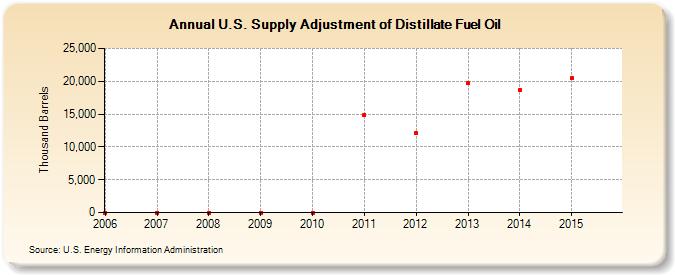 Annual U.S. Supply Adjustment of Distillate Fuel Oil
Thousand Barrels
25,000
20,000
15,000
10,000
5,000
0
2006 2007 2008 2009 2010 2011 2012 2013 2014 2015
Source: U.S. Energy Information Administration